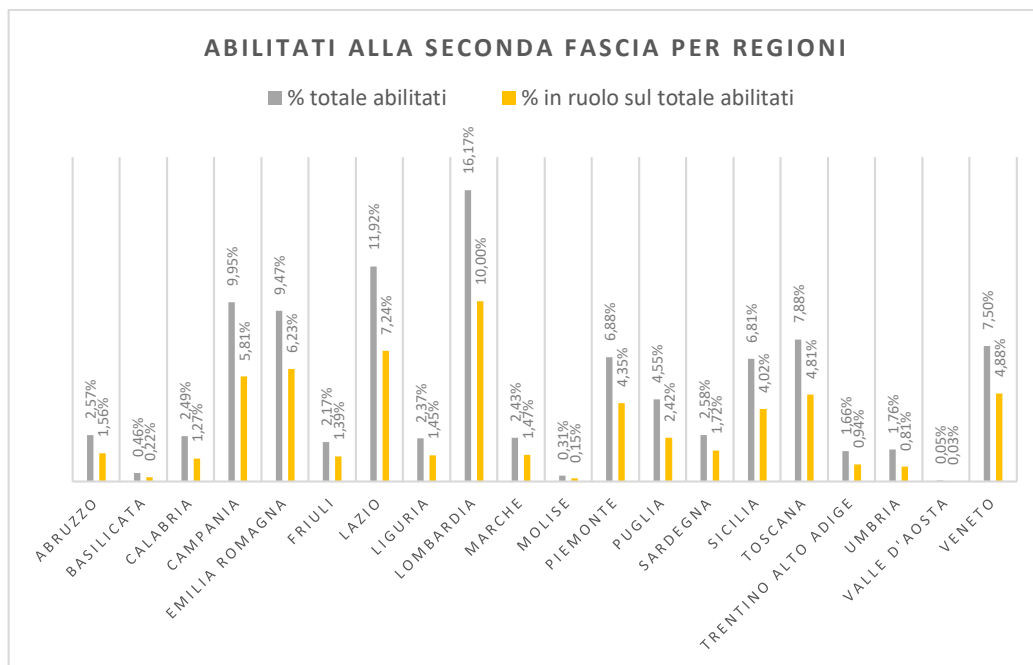 ABILITATI ALLA SECONDA FASCIA PER REGIONI
% totale abilitati
% in ruolo sul totale abilitati
2,57%
1,56%
0,46%
0,22%
2,49%
1,27%
9,95%
5,81%
9,47%
6,23%
2,17%
1,39%
11,92%
7,24%
2,37%
1,45%
16,17%
10,00%
2,43%
1,47%
0,31%
0,15%
6,88%
4,35%
4,55%
2,42%
2,58%
1,72%
6,81%
4,02%
7,88%
4,81%
1,66%
0,94%
1,76%
0,81%
0,05%
0,03%
7,50%
4,88%
ABRUZZO
BASILICATA
CALABRIA
CAMPANIA
EMILIA ROMAGNA
FRIULI
LAZIO
LIGURIA
LOMBARDIA
MARCHE
MOLISE
PIEMONTE
PUGLIA
SARDEGNA
SICILIA
TOSCANA
TRENTINO ALTO ADIGE
UMBRIA
VALLE D'AOSTA
VENETO